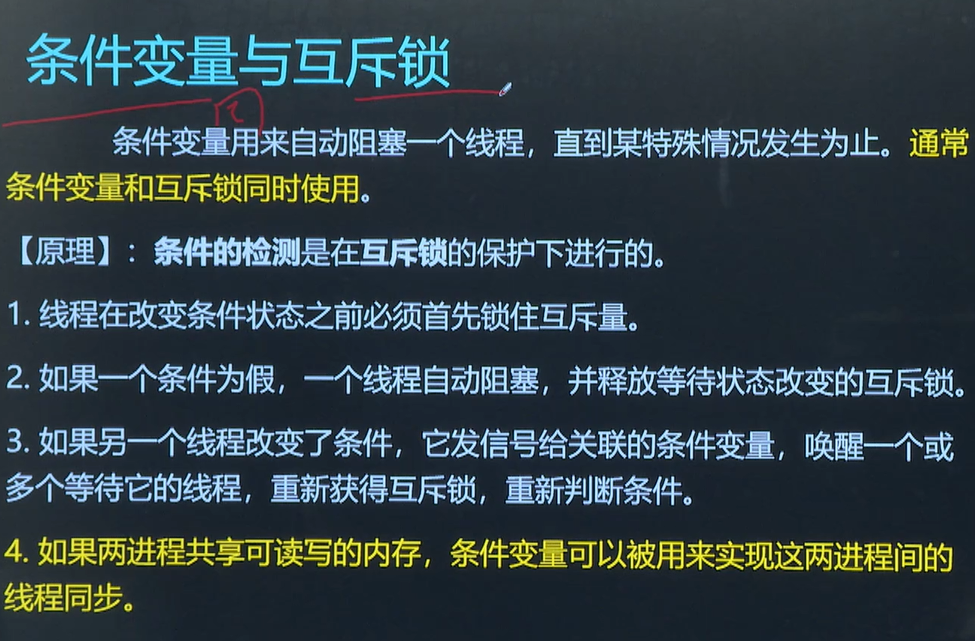 条件变量与互斥锁
条件变量用来自动阻塞一个线程，直到某特殊情况发生为止。通常
条件变量和互斥锁同时使用。
【原理】：条件的检测是在互斥锁的保护下进行的。
1. 线程在改变条件状态之前必须首先锁住互斥量。
2. 如果一个条件为假，一个线程自动阻塞，并释放等待状态改变的互斥锁。
3. 如果另一个线程改变了条件，它发信号给关联的条件变量，唤醒一个或
多个等待它的线程，重新获得互斥锁，重新判断条件。
4. 如果两进程共享可读写的内存，条件变量可以被用来实现这两进程间的
线程同步。